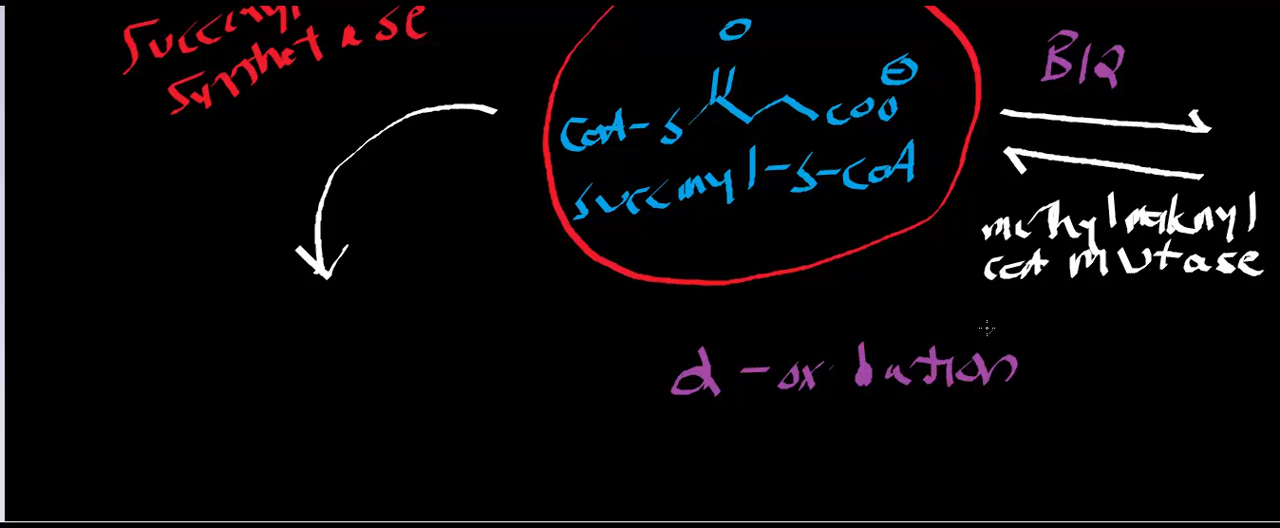 Succinyl
Synthetase
O
CoA-S
COO⊖
Succinyl-S-CoA
B12
methylmalonyl
CoA mutase
α-oxidation